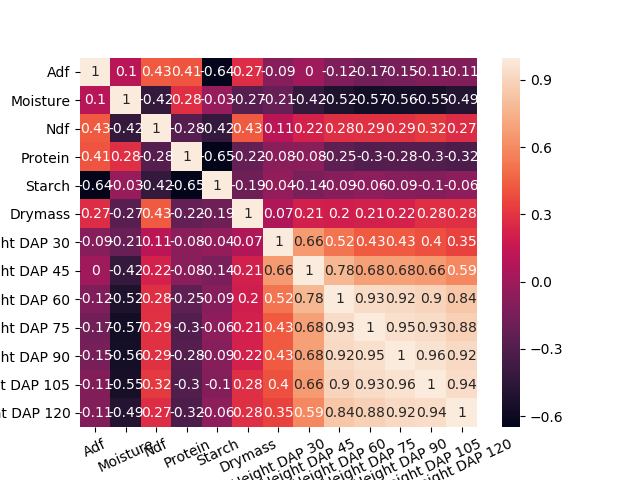 Adf 1 0.1 0.43 0.41 -0.64 0.27 -0.09 0 -0.12 -0.17 -0.15 -0.11 -0.11
Moisture 0.1 1 -0.42 0.28 -0.03 -0.27 -0.21 -0.42 -0.52 -0.57 -0.56 -0.55 -0.49
Ndf 0.43 -0.42 1 -0.28 -0.42 0.43 0.11 0.22 0.28 0.29 0.29 0.32 0.27
Protein 0.41 0.28 -0.28 1 -0.65 -0.22 -0.08 -0.08 -0.25 -0.3 -0.28 -0.3 -0.32
Starch -0.64 -0.03 -0.42 -0.65 1 -0.19 -0.04 -0.14 -0.09 -0.06 -0.09 -0.1 -0.06
Drymass 0.27 -0.27 0.43 -0.22 -0.19 1 0.07 0.21 0.2 0.21 0.22 0.28 0.28
ht DAP 30 -0.09 -0.21 0.11 -0.08 -0.04 0.07 1 0.66 0.52 0.43 0.43 0.4 0.35
ht DAP 45 0 -0.42 0.22 -0.08 -0.14 0.21 0.66 1 0.78 0.68 0.68 0.66 0.59
ht DAP 60 -0.12 -0.52 0.28 -0.25 -0.09 0.2 0.52 0.78 1 0.93 0.92 0.9 0.84
ht DAP 75 -0.17 -0.57 0.29 -0.3 -0.06 0.21 0.43 0.68 0.93 1 0.95 0.93 0.88
ht DAP 90 -0.15 -0.56 0.29 -0.28 -0.09 0.22 0.43 0.68 0.92 0.95 1 0.96 0.92
t DAP 105 -0.11 -0.55 0.32 -0.3 -0.1 0.28 0.4 0.66 0.9 0.93 0.96 1 0.94
t DAP 120 -0.11 -0.49 0.27 -0.32 -0.06 0.28 0.35 0.59 0.84 0.88 0.92 0.94 1
Adf
Moisture
Ndf
Protein
Starch
Drymass
Height DAP 30
Height DAP 45
Height DAP 60
Height DAP 75
Height DAP 90
DAP 105
DAP 120
0.9
0.6
0.3
0.0
−0.3
−0.6